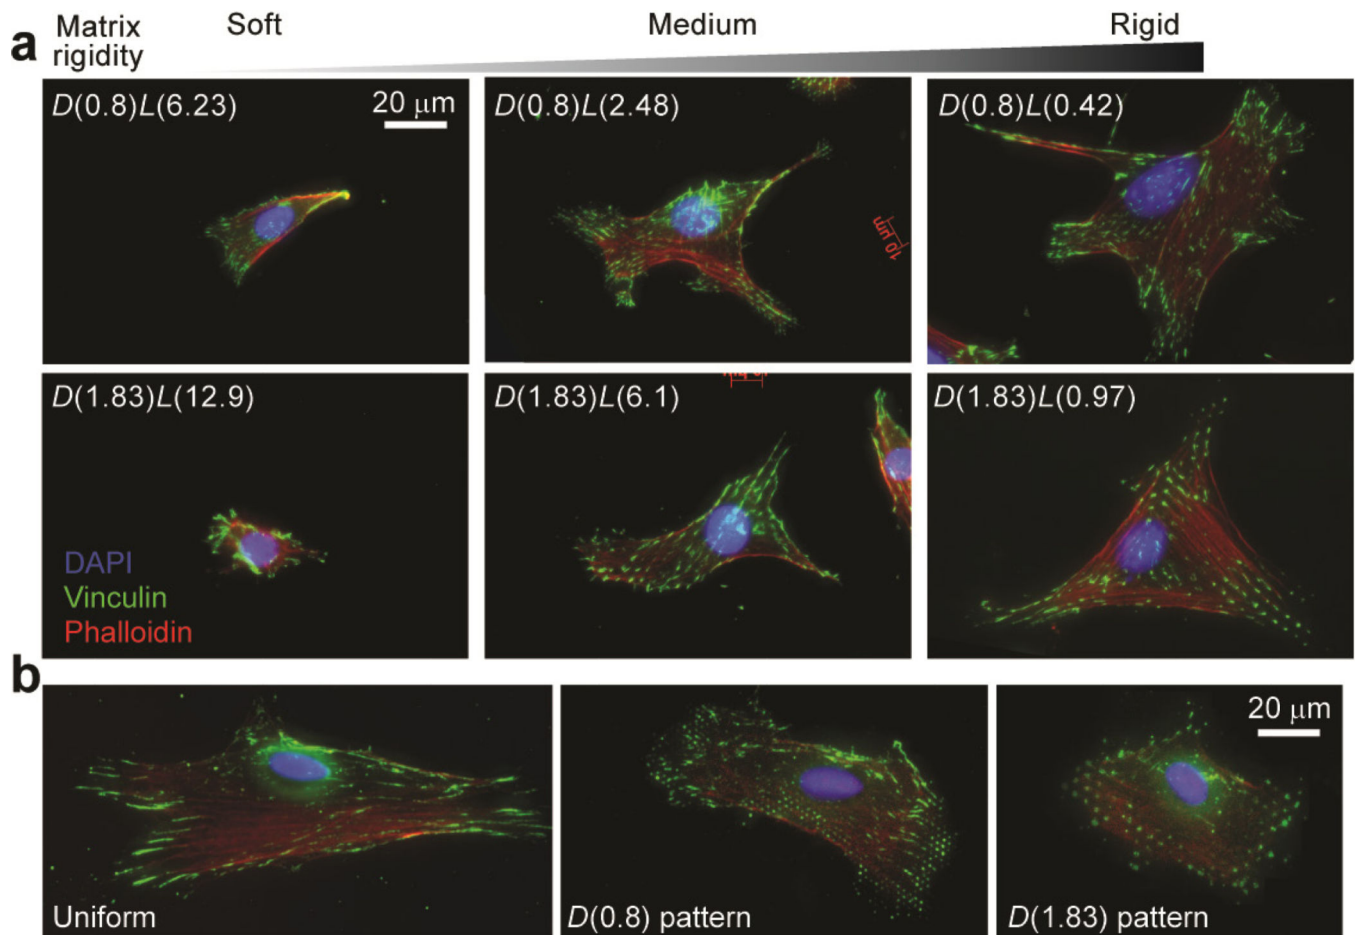 a
Matrix
rigidity
Soft
Medium
Rigid
D(0.8)L(6.23)
20 µm
D(0.8)L(2.48)
10 µm
D(0.8)L(0.42)
D(1.83)L(12.9)
DAPI
Vinculin
Phalloidin
D(1.83)L(6.1)
D(1.83)L(0.97)
b
Uniform
D(0.8) pattern
20 µm
D(1.83) pattern